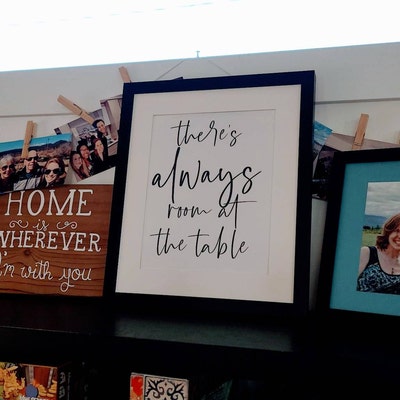 HOME
is
WHEREVER
I'm with you
there's
always
room at
the table